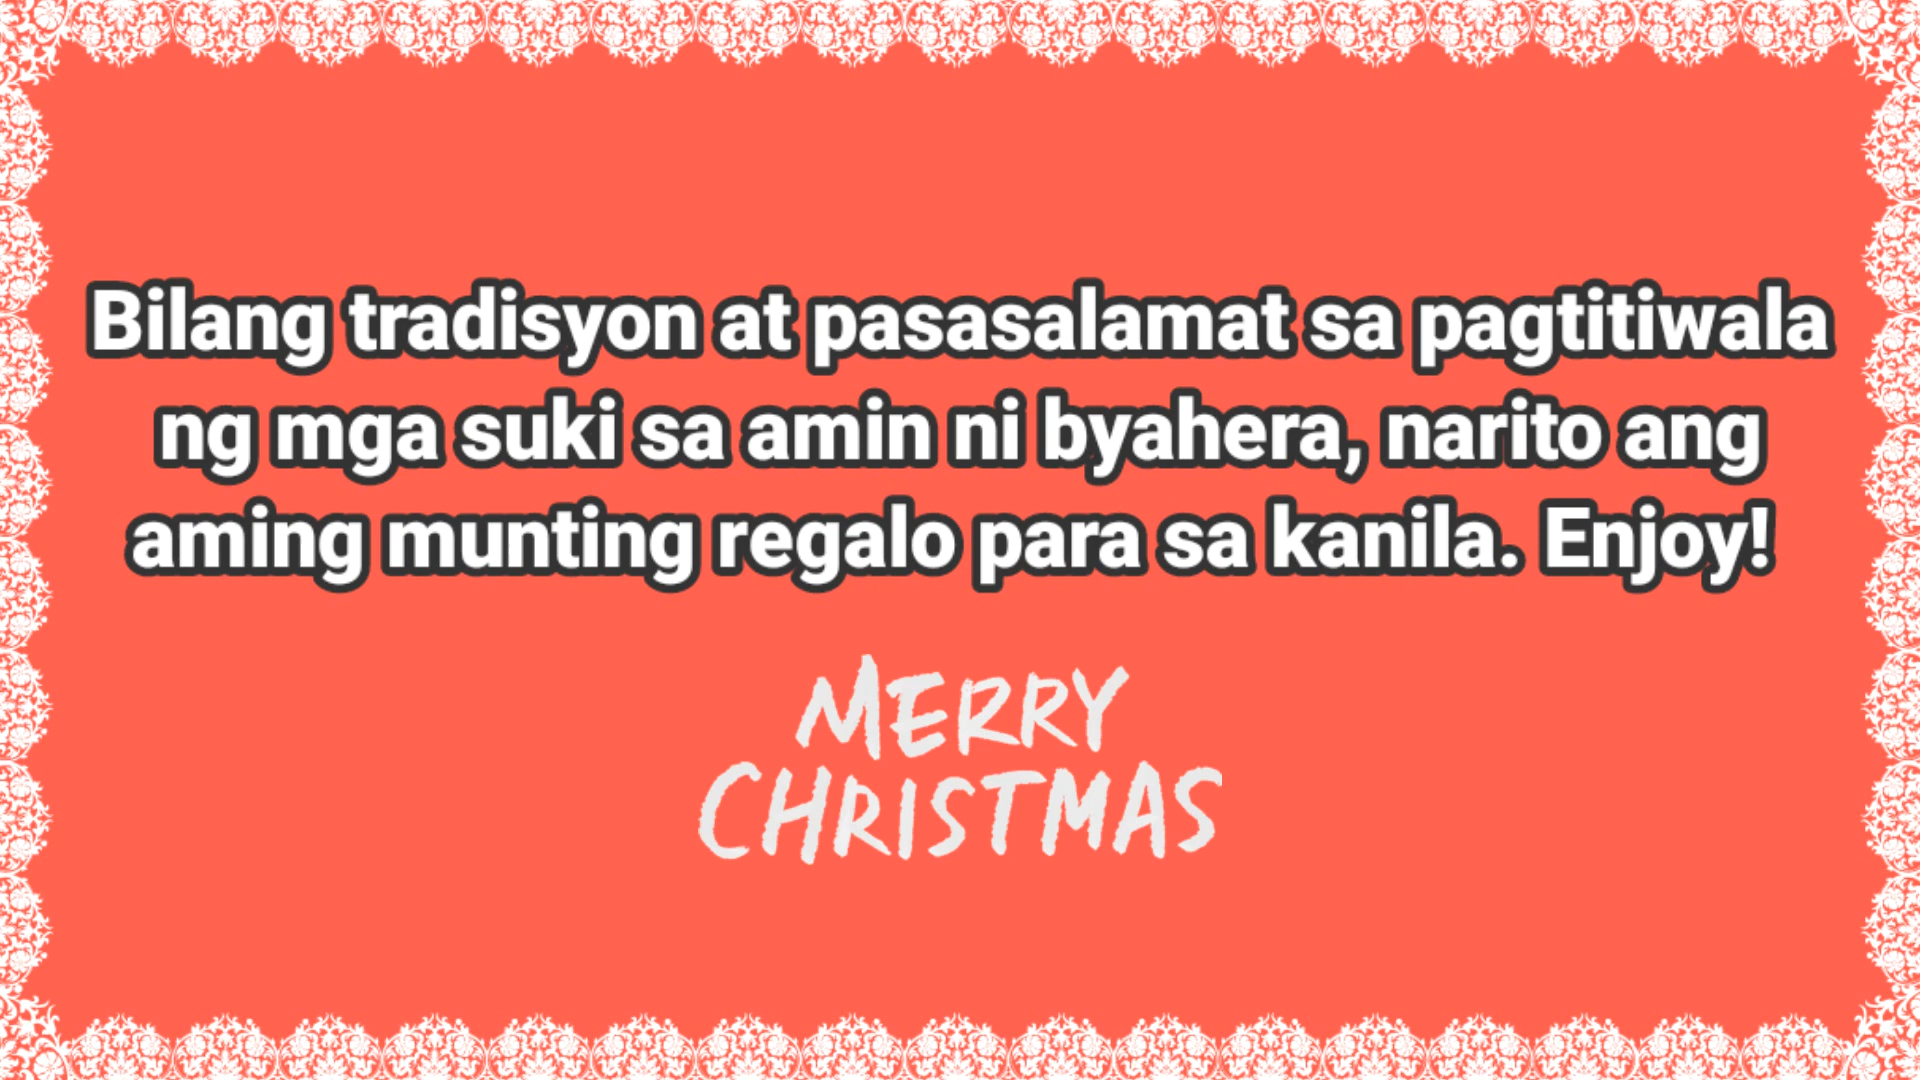 Bilang tradisyon at pasasalamat sa pagtitiwala
ng mga suki sa amin ni byahera, narito ang
aming munting regalo para sa kanila. Enjoy!
MERRY
CHRISTMAS